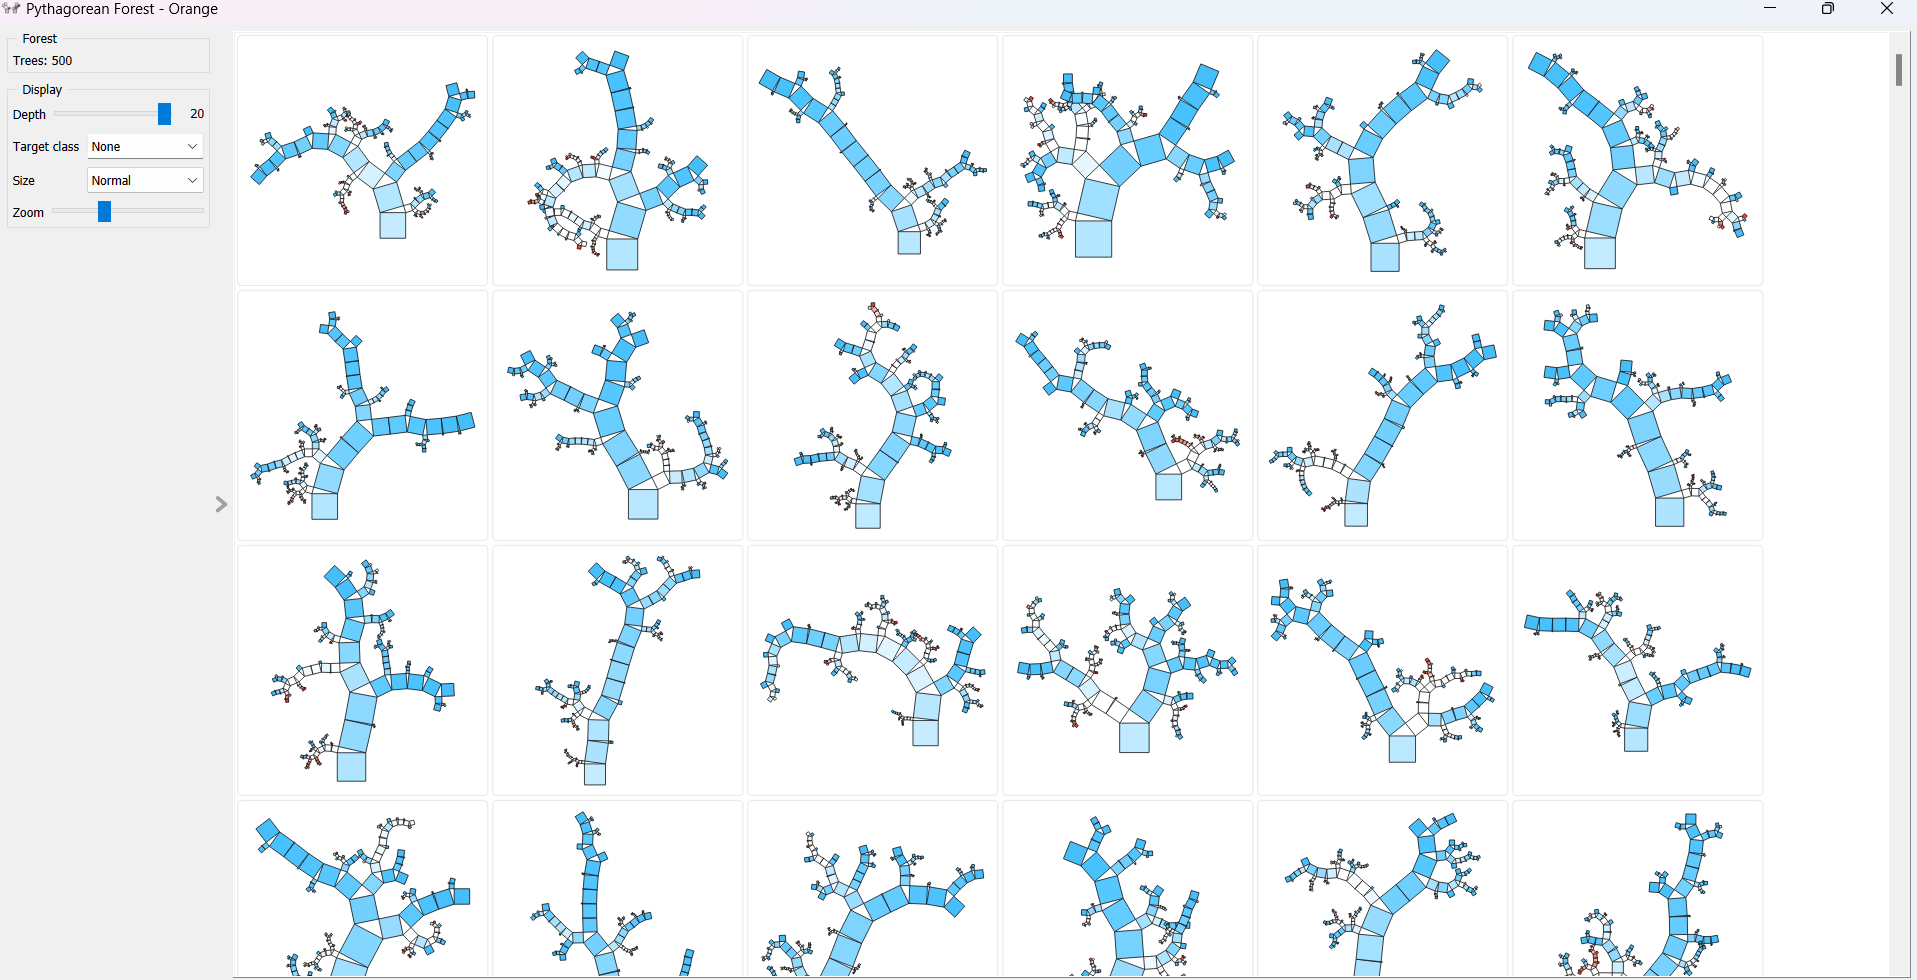 Pythagorean Forest - Orange
Forest
Trees: 500
Display
Depth 20
Target class None
Size Normal
Zoom